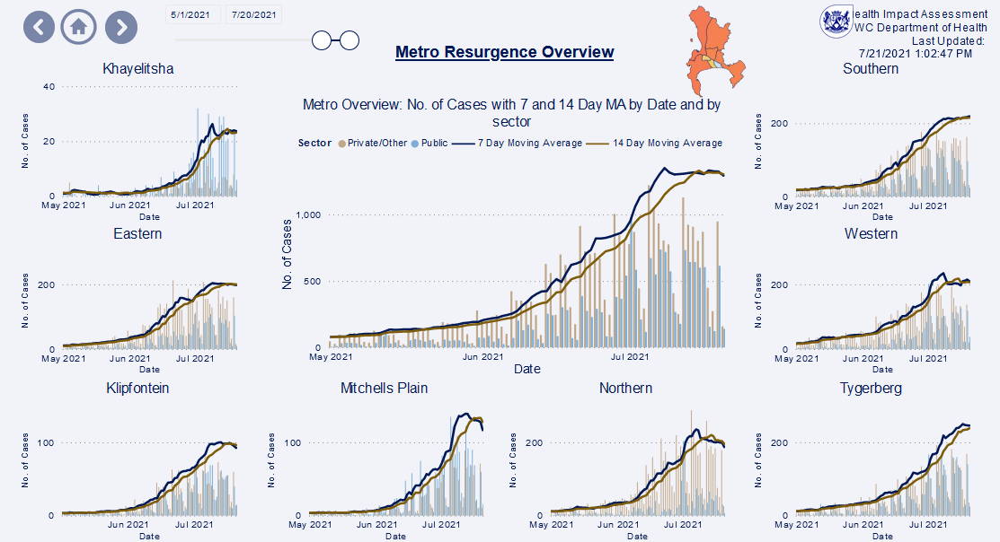 5/1/2021 7/20/2021
ealth Impact Assessment
WC Department of Health
Last Updated:
7/21/2021 1:02:47 PM
Metro Resurgence Overview
Khayelitsha
No. of Cases
40
20
0
May 2021 Jun 2021 Jul 2021
Date
Metro Overview: No. of Cases with 7 and 14 Day MA by Date and by
sector
Sector Private/Other Public 7 Day Moving Average 14 Day Moving Average
No. of Cases
1,000
500
0
May 2021 Jun 2021 Jul 2021
Date
Southern
No. of Cases
200
0
May 2021 Jun 2021 Jul 2021
Date
Eastern
No. of Cases
200
0
May 2021 Jun 2021 Jul 2021
Date
Western
No. of Cases
200
0
May 2021 Jun 2021 Jul 2021
Date
Klipfontein
No. of Cases
100
0
Jun 2021 Jul 2021
Date
Mitchells Plain
No. of Cases
100
0
May 2021 Jun 2021 Jul 2021
Date
Northern
No. of Cases
200
0
May 2021 Jun 2021 Jul 2021
Date
Tygerberg
No. of Cases
200
0
May 2021 Jun 2021 Jul 2021
Date